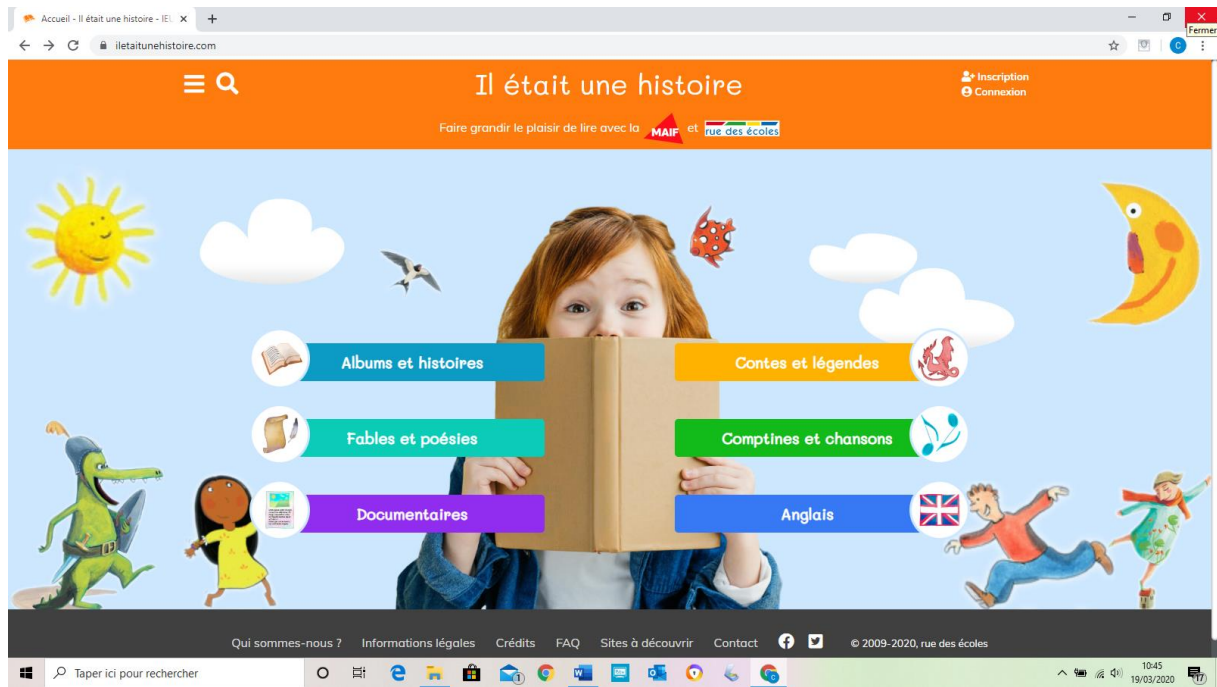 Accueil - Il était une histoire - IEI
Fermer
iletaitunehistoire.com
C
Il était une histoire
Inscription
Connexion
Faire grandir le plaisir de lire avec la MAIF et rue des écoles
Albums et histoires
Contes et légendes
Fables et poésies
Comptines et chansons
Documentaires
Anglais
Qui sommes-nous ? Informations légales Crédits FAQ Sites à découvrir Contact © 2009-2020, rue des écoles
Taper ici pour rechercher
10:45
19/03/2020
17